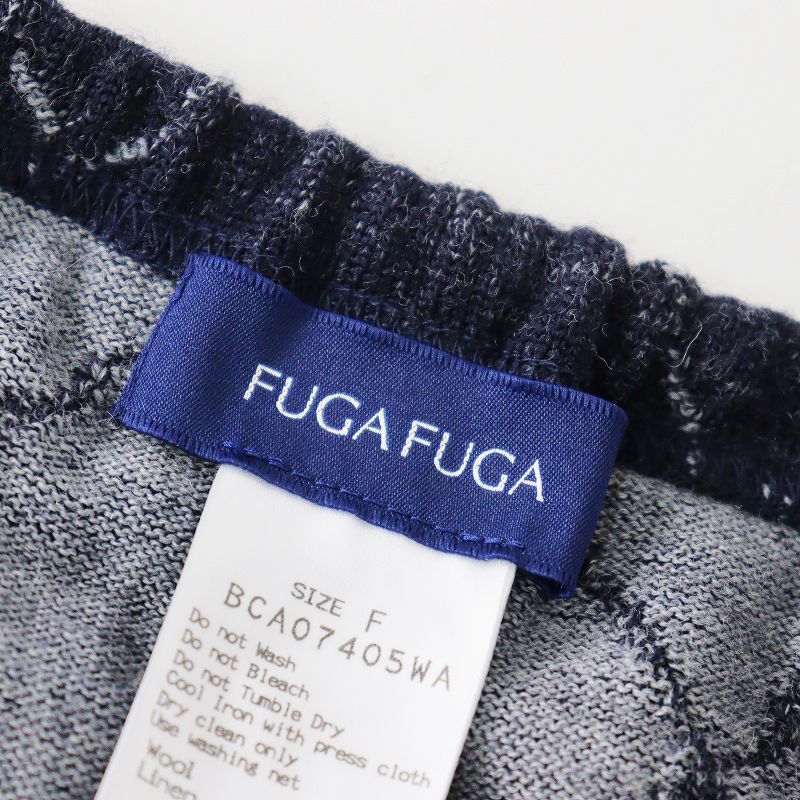 FUGA FUGA
SIZE F
BCA07405WA
Do not Wash
Do not Bleach
Do not Tumble Dry
Cool Iron with press cloth
Dry clean only
Use washing net
Wool
Linen